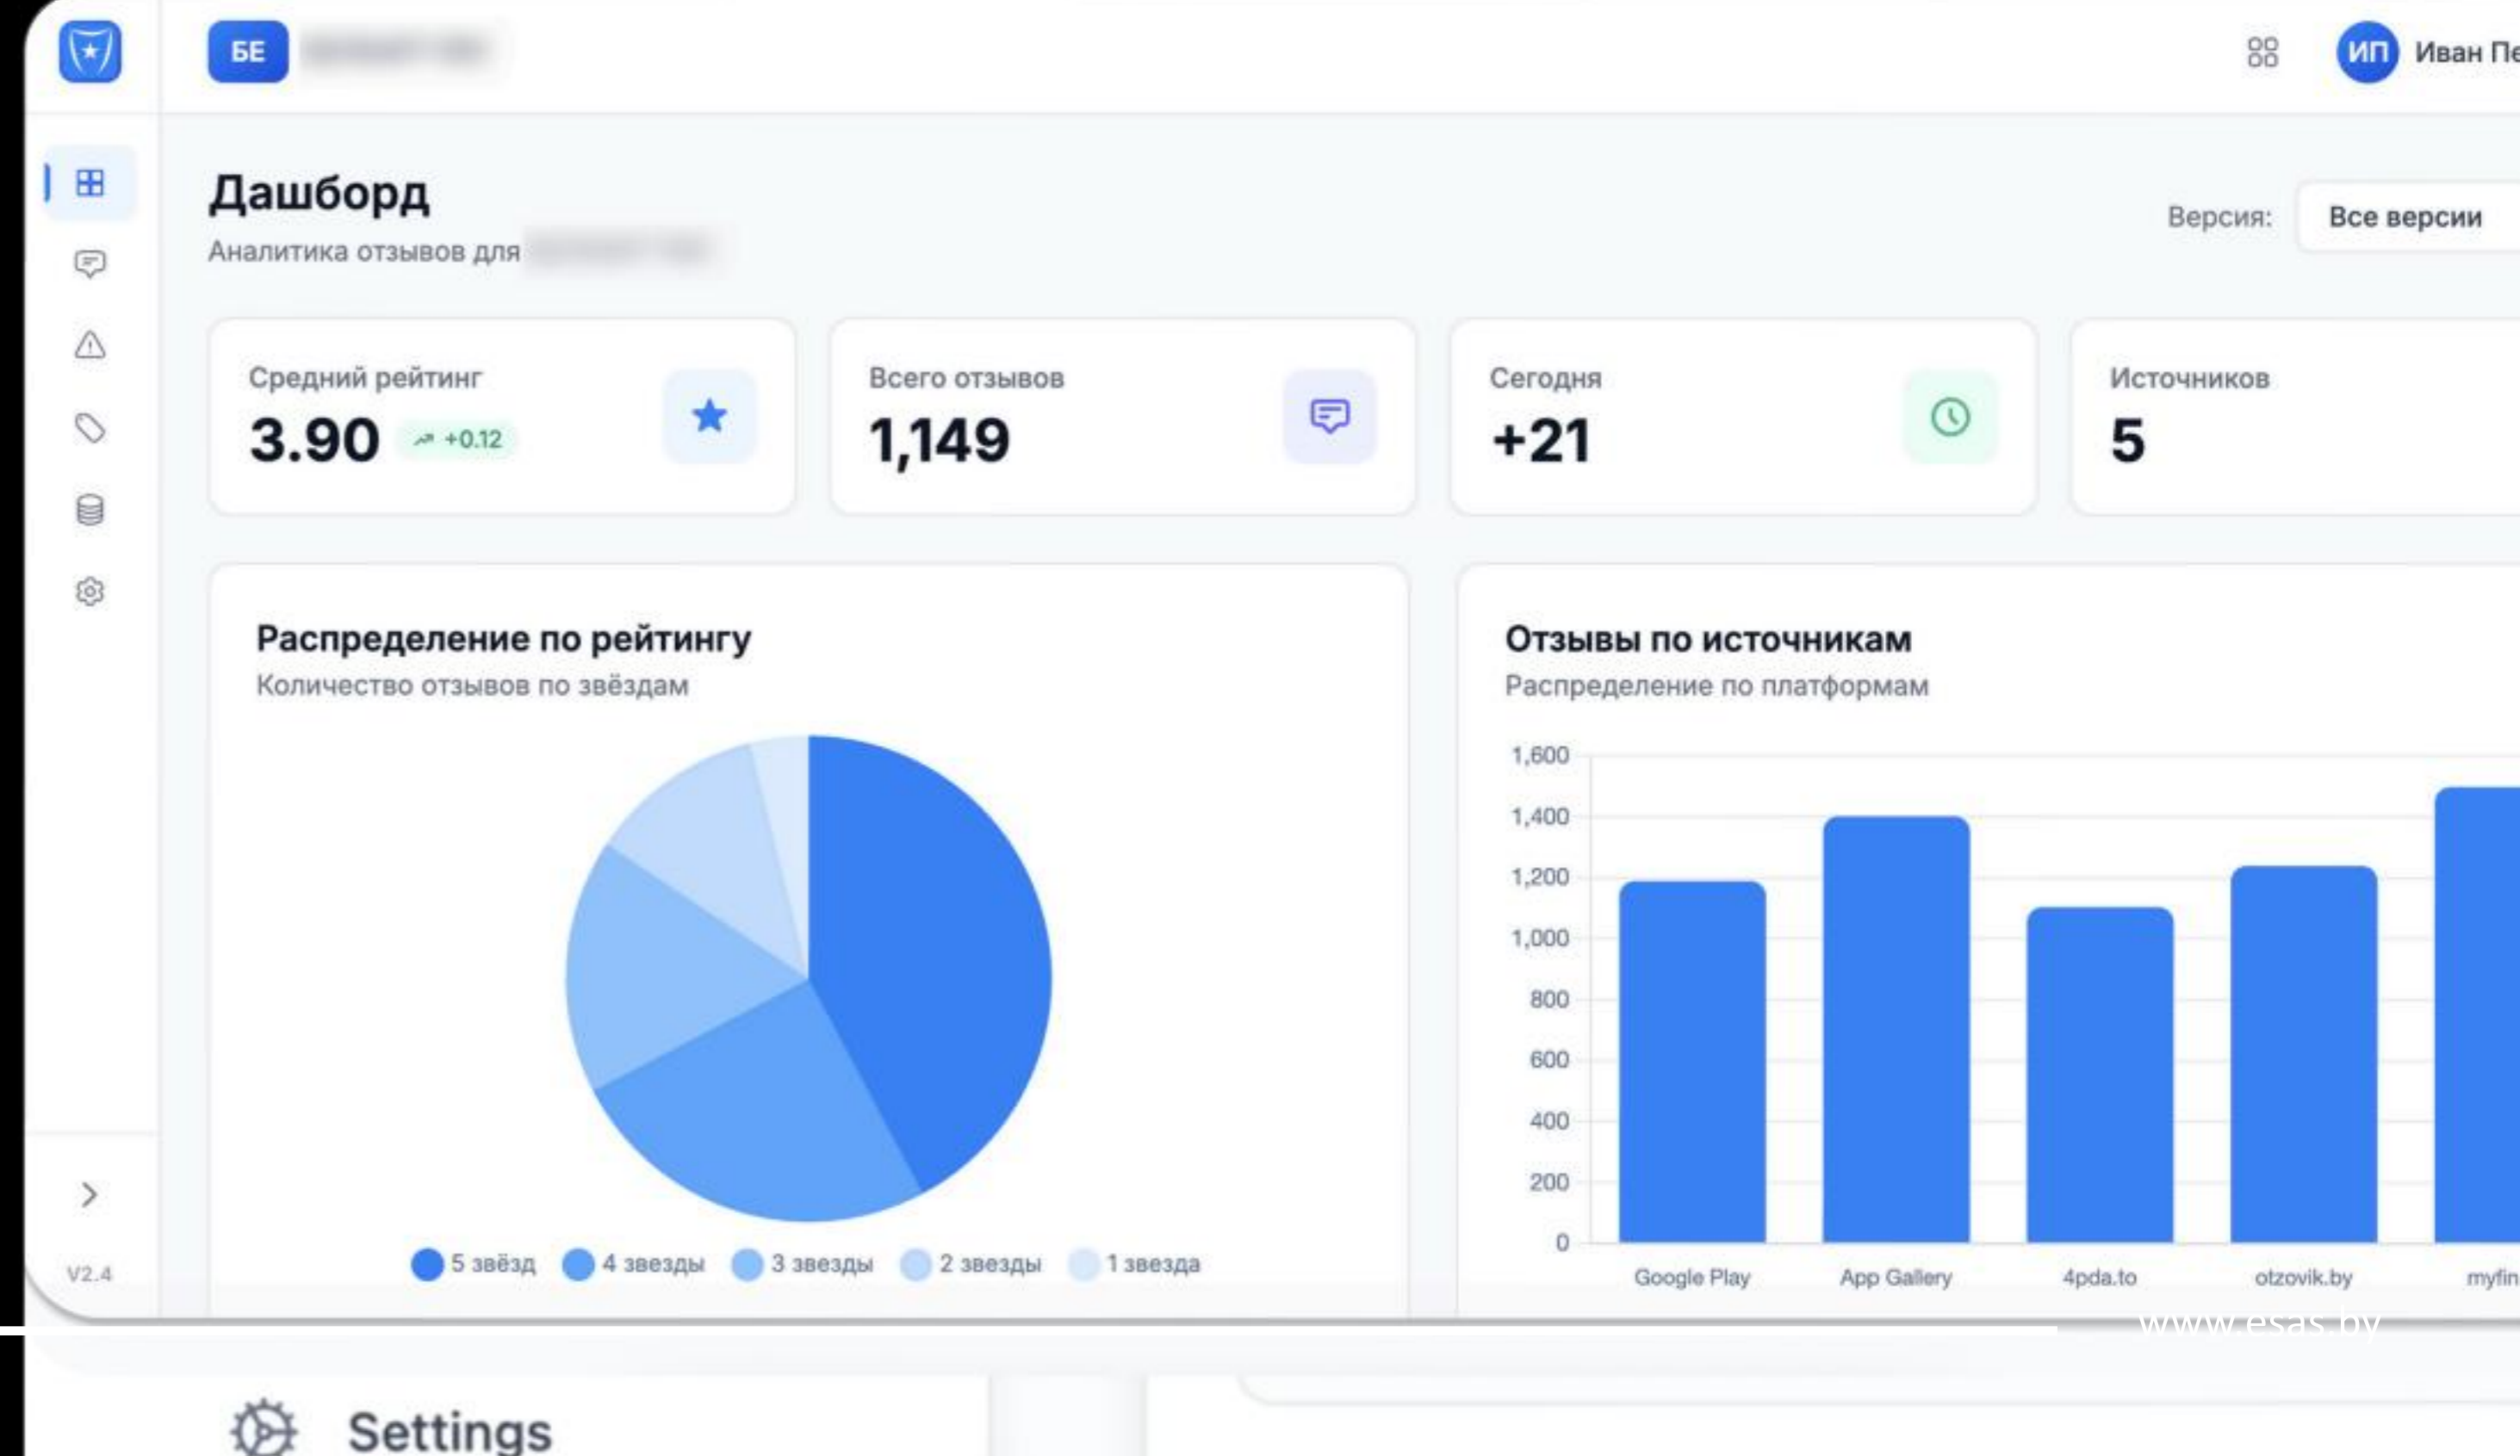 БЕ
ИП Иван Пе
Дашборд
Аналитика отзывов для
Версия: Все версии
Средний рейтинг
3.90 +0.12
Всего отзывов
1,149
Сегодня
+21
Источников
5
Распределение по рейтингу
Количество отзывов по звёздам
5 звёзд 4 звезды 3 звезды 2 звезды 1 звезда
Отзывы по источникам
Распределение по платформам
1,600
1,400
1,200
1,000
800
600
400
200
0
Google Play App Gallery 4pda.to otzovik.by myfin
V2.4
www.esas.by
Settings